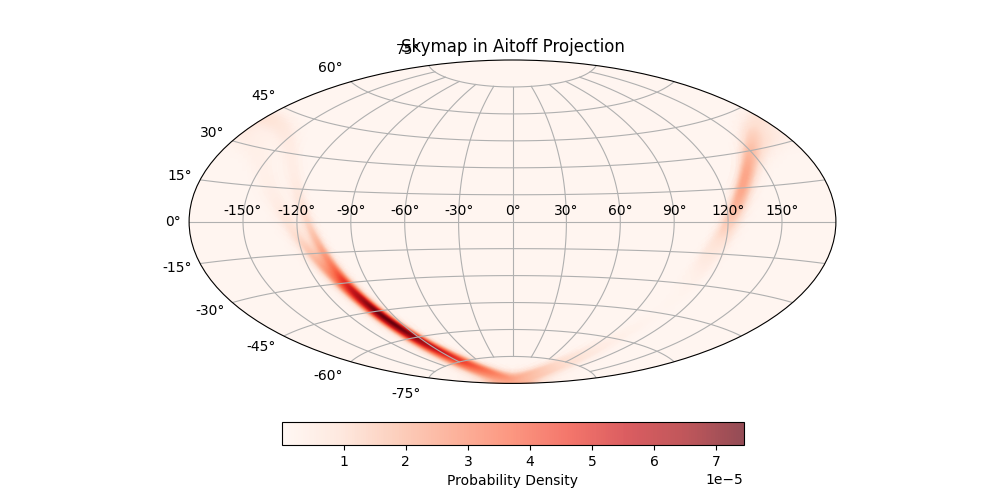 Skymap in Aitoff Projection
75°
60°
45°
30°
15°
0°
-15°
-30°
-45°
-60°
-75°
-150° -120° -90° -60° -30° 0° 30° 60° 90° 120° 150°
1 2 3 4 5 6 7
1e−5
Probability Density